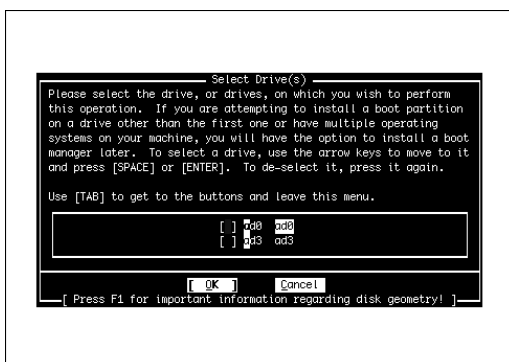 Select Drive(s)
Please select the drive, or drives, on which you wish to perform
this operation.  If you are attempting to install a boot partition
on a drive other than the first one or have multiple operating
systems on your machine, you will have the option to install a boot
manager later.  To select a drive, use the arrow keys to move to it
and press [SPACE] or [ENTER].  To de-select it, press it again.
Use [TAB] to get to the buttons and leave this menu.
[ ] ad0  ad0
[ ] ad3  ad3
[ OK ]     Cancel
[ Press F1 for important information regarding disk geometry! ]